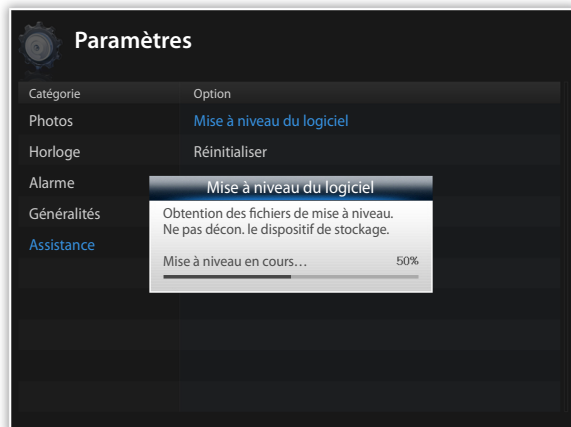 Paramètres
Catégorie Option
Photos Mise à niveau du logiciel
Horloge Réinitialiser
Alarme
Mise à niveau du logiciel
Généralités
Obtention des fichiers de mise à niveau.
Ne pas décon. le dispositif de stockage.
Assistance
Mise à niveau en cours… 50%